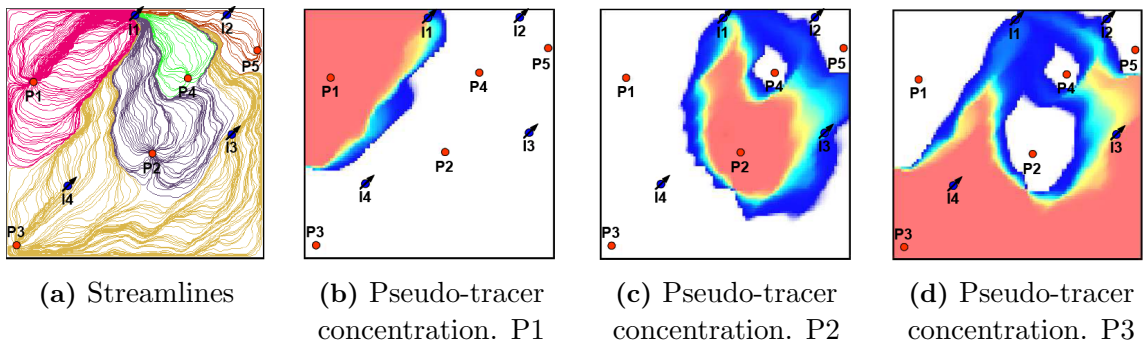 I1 I2 P5 P1 P4 I3 P2 I4 P3
I1 I2 P5 P1 P4 I3 P2 I4 P3
I1 I2 P5 P1 P4 I3 P2 I4 P3
I1 I2 P5 P1 P4 I3 P2 I4 P3
(a) Streamlines
(b) Pseudo-tracer
concentration. P1
(c) Pseudo-tracer
concentration. P2
(d) Pseudo-tracer
concentration. P3